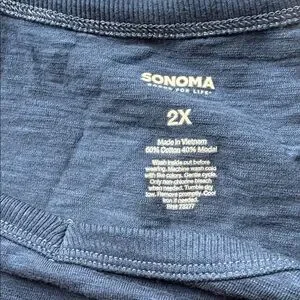 SONOMA
GOODS FOR LIFE
2X
Made in Vietnam
60% Cotton 40% Modal
Wash inside out before
wearing. Machine wash cold
with like colors. Gentle cycle.
Only non chlorine bleach
when needed. Tumble dry
low. Remove promptly. Cool
iron if needed.